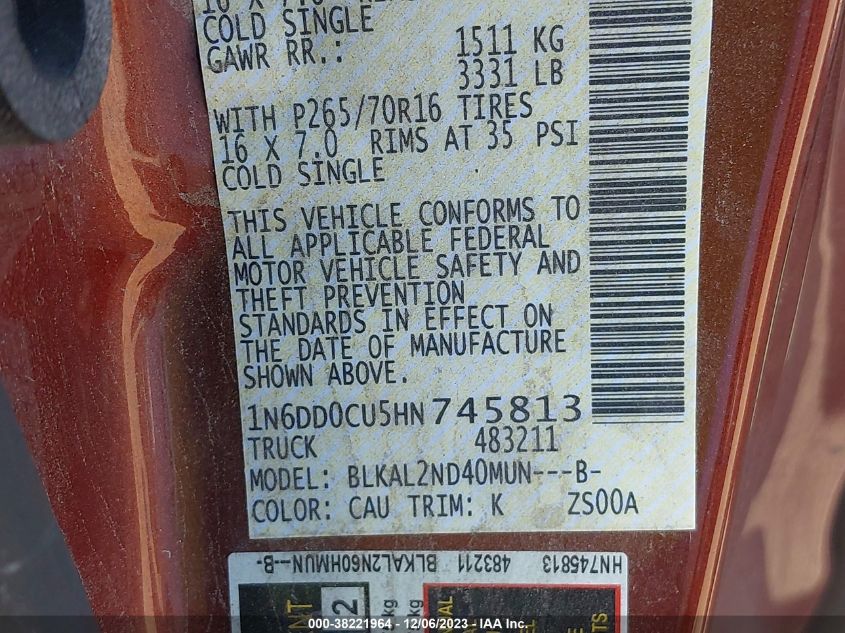 COLD SINGLE
GAWR RR.: 1511 KG
3331 LB
WITH P265/70R16 TIRES
16 X 7.0 RIMS AT 35 PSI
COLD SINGLE
THIS VEHICLE CONFORMS TO
ALL APPLICABLE FEDERAL
MOTOR VEHICLE SAFETY AND
THEFT PREVENTION
STANDARDS IN EFFECT ON
THE DATE OF MANUFACTURE
SHOWN ABOVE.
1N6DD0CU5HN745813
TRUCK 483211
MODEL: BLKAL2ND40MUN---B-
COLOR: CAU TRIM: K ZS00A
HN745813 483211 BLKAL2N60HMUN--B-
2
kg
kg
000-38221964 - 12/06/2023 - IAA Inc.